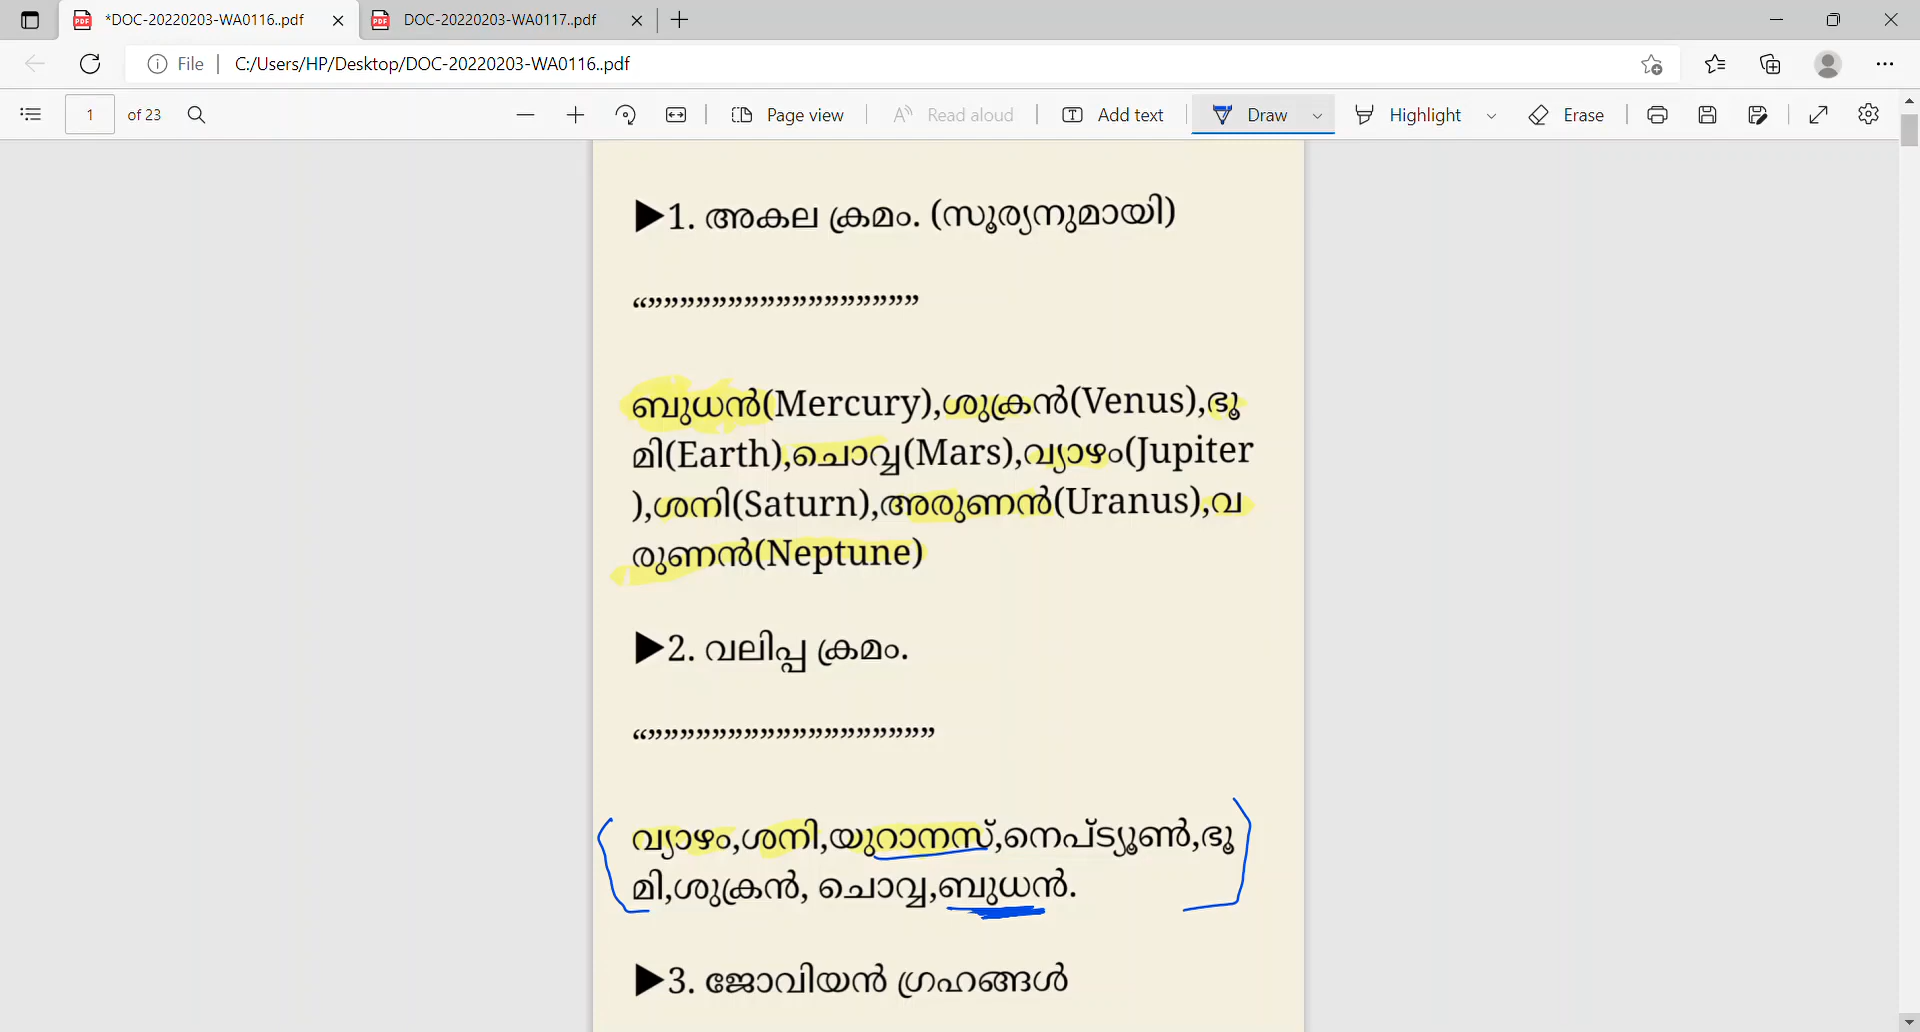 *DOC-20220203-WA0116..pdf
DOC-20220203-WA0117..pdf
File
C:/Users/HP/Desktop/DOC-20220203-WA0116..pdf
1 of 23
Page view
Read aloud
Add text
Draw
Highlight
Erase
▶1. അകല ക്രമം. (സൂര്യനുമായി)
“””””””””””””””””””
ബുധൻ(Mercury),ശുക്രൻ(Venus),ഭൂ
മി(Earth),ചൊവ്വ(Mars),വ്യാഴം(Jupiter
),ശനി(Saturn),അരുണൻ(Uranus),വ
രുണൻ(Neptune)
▶2. വലിപ്പ ക്രമം.
““”””””””””””””””””
വ്യാഴം,ശനി,യുറാനസ്,നെപ്ട്യൂൺ,ഭൂ
മി,ശുക്രൻ, ചൊവ്വ,ബുധൻ.
▶3. ജോവിയൻ ഗ്രഹങ്ങൾ